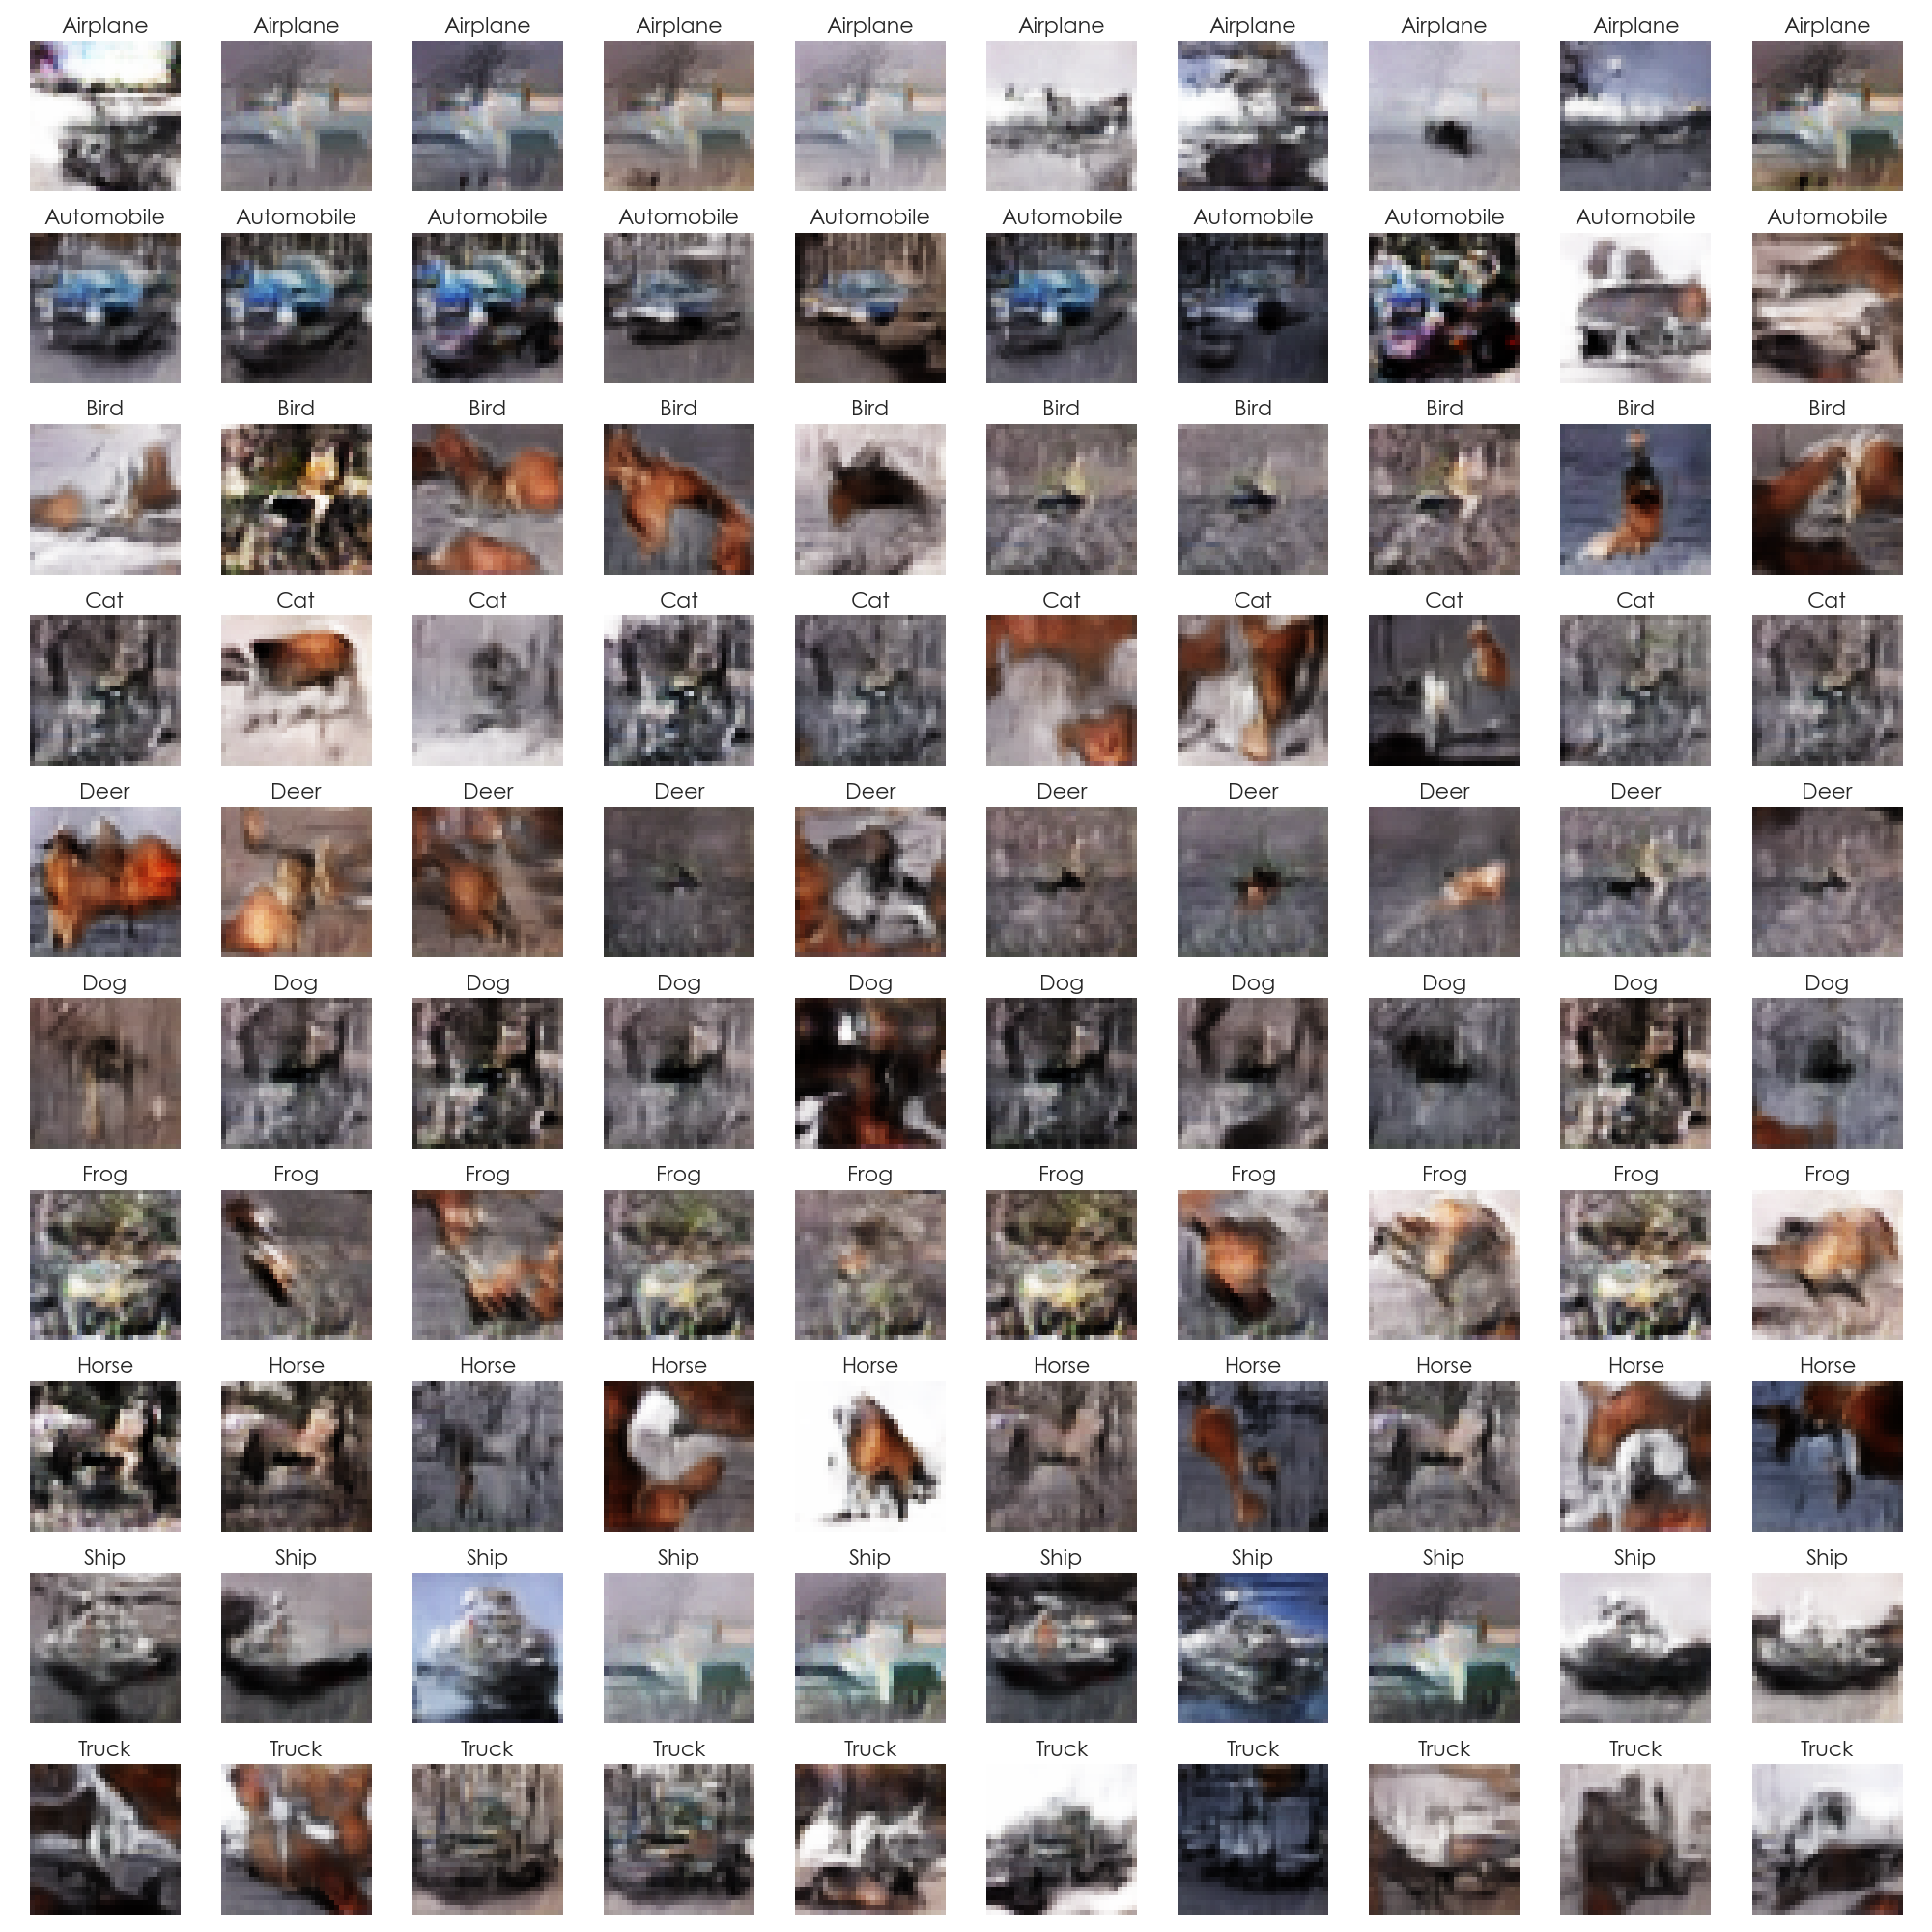 Airplane Airplane Airplane Airplane Airplane Airplane Airplane Airplane Airplane Airplane
Automobile Automobile Automobile Automobile Automobile Automobile Automobile Automobile Automobile Automobile
Bird Bird Bird Bird Bird Bird Bird Bird Bird Bird
Cat Cat Cat Cat Cat Cat Cat Cat Cat Cat
Deer Deer Deer Deer Deer Deer Deer Deer Deer Deer
Dog Dog Dog Dog Dog Dog Dog Dog Dog Dog
Frog Frog Frog Frog Frog Frog Frog Frog Frog Frog
Horse Horse Horse Horse Horse Horse Horse Horse Horse Horse
Ship Ship Ship Ship Ship Ship Ship Ship Ship Ship
Truck Truck Truck Truck Truck Truck Truck Truck Truck Truck